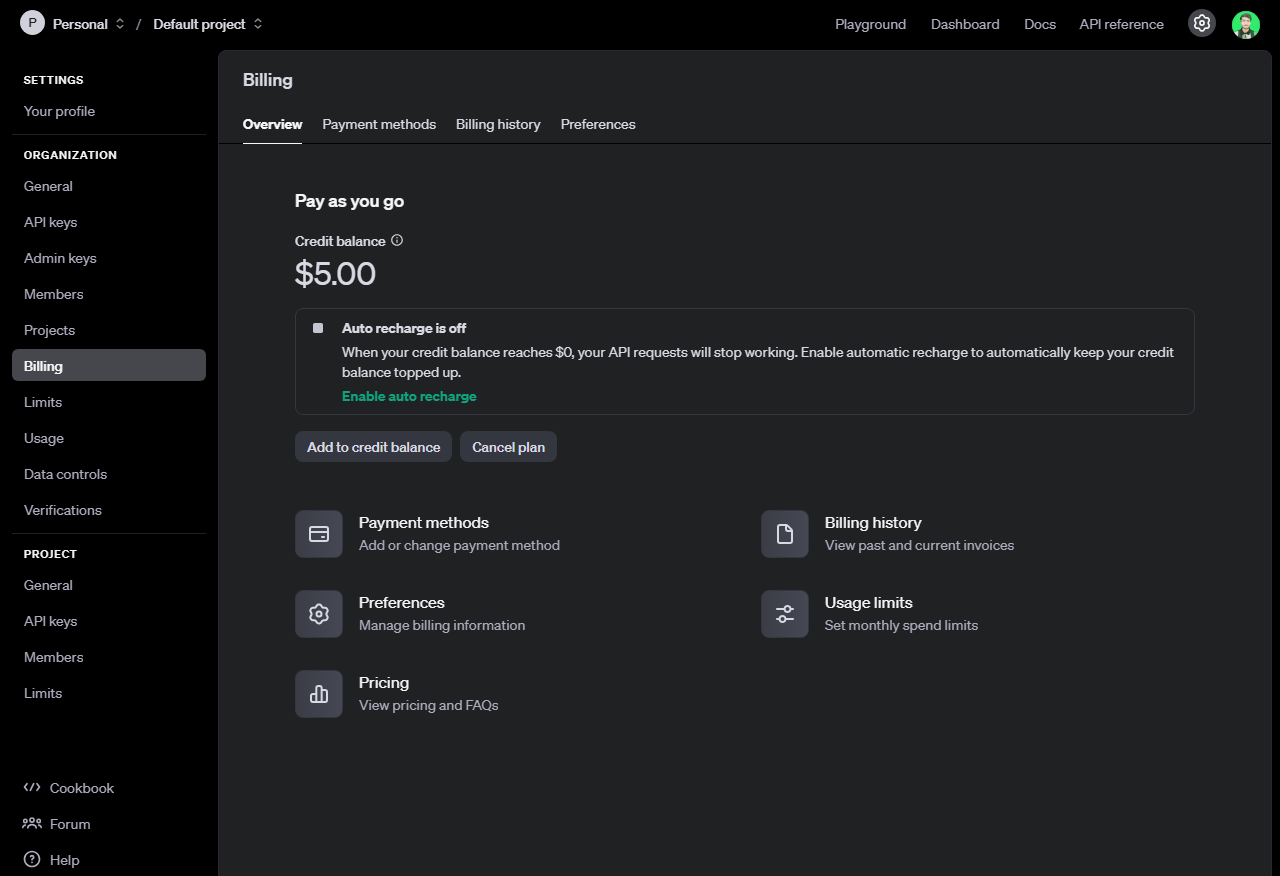 P Personal / Default project
Playground Dashboard Docs API reference
SETTINGS
Your profile
ORGANIZATION
General
API keys
Admin keys
Members
Projects
Billing
Limits
Usage
Data controls
Verifications
PROJECT
General
API keys
Members
Limits
Cookbook
Forum
Help
Billing
Overview Payment methods Billing history Preferences
Pay as you go
Credit balance
$5.00
Auto recharge is off
When your credit balance reaches $0, your API requests will stop working. Enable automatic recharge to automatically keep your credit
balance topped up.
Enable auto recharge
Add to credit balance Cancel plan
Payment methods
Add or change payment method
Billing history
View past and current invoices
Preferences
Manage billing information
Usage limits
Set monthly spend limits
Pricing
View pricing and FAQs